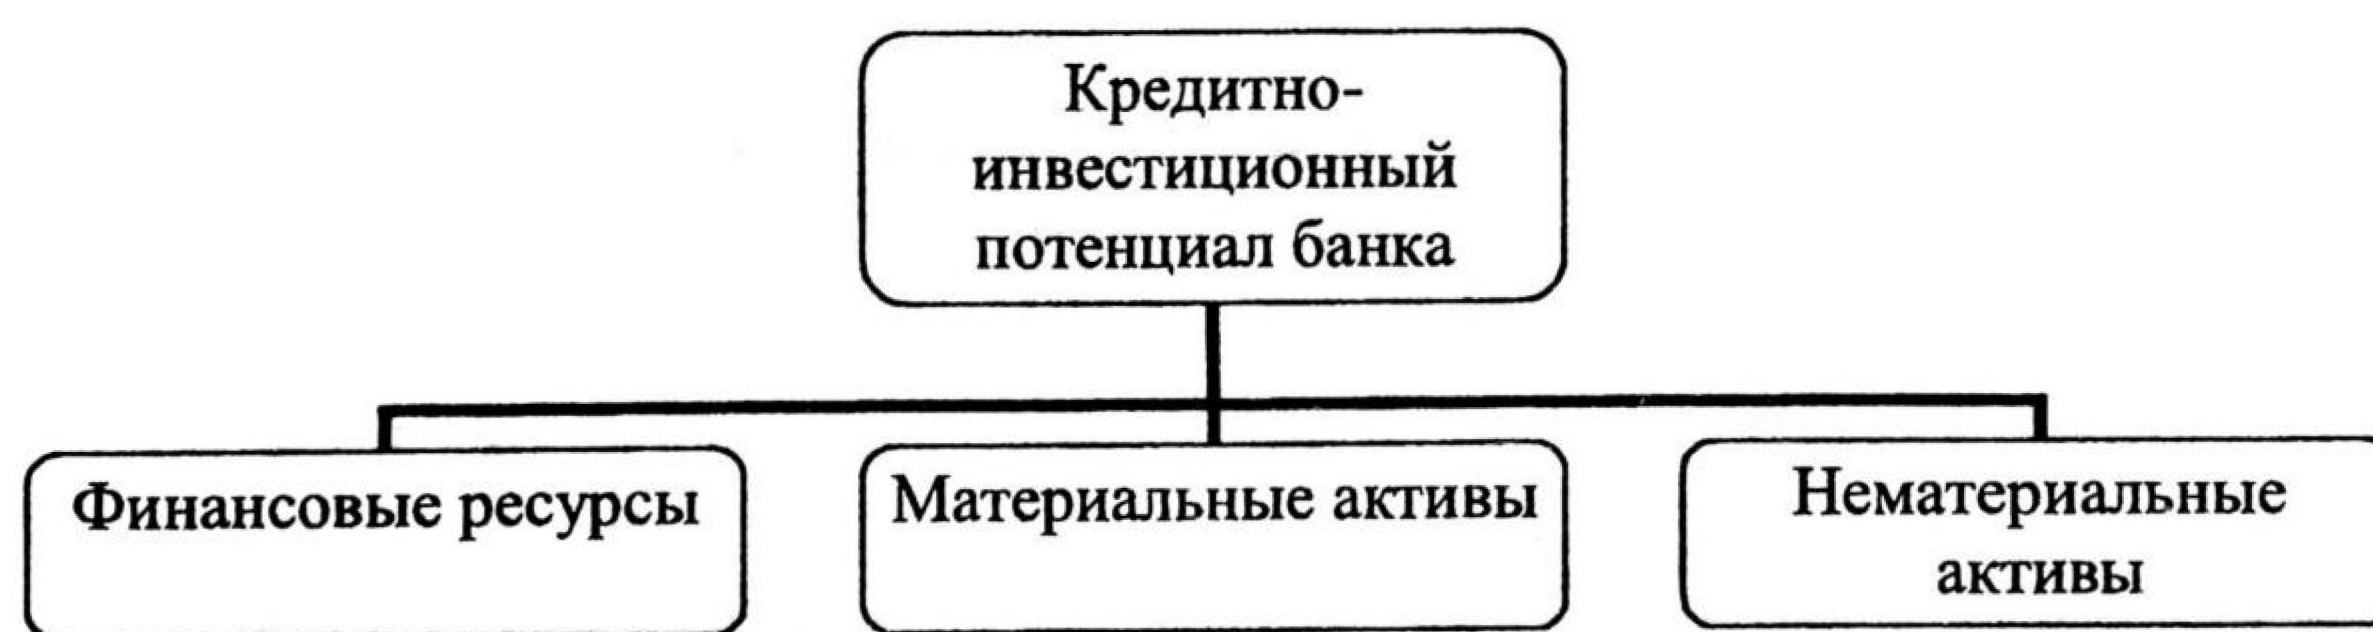 Кредитно-
инвестиционный
потенциал банка
Финансовые ресурсы
Материальные активы
Нематериальные
активы